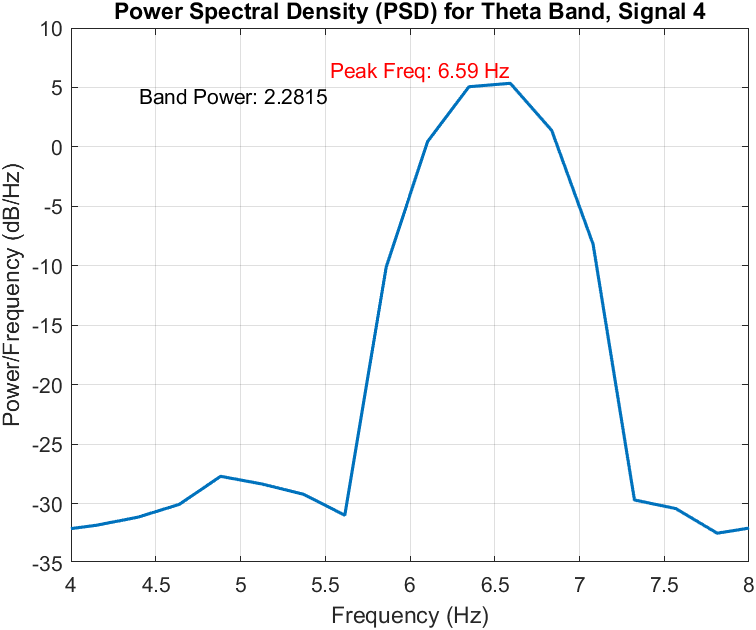 Power Spectral Density (PSD) for Theta Band, Signal 4
Peak Freq: 6.59 Hz
Band Power: 2.2815
Power/Frequency (dB/Hz)
10
5
0
-5
-10
-15
-20
-25
-30
-35
4 4.5 5 5.5 6 6.5 7 7.5 8
Frequency (Hz)